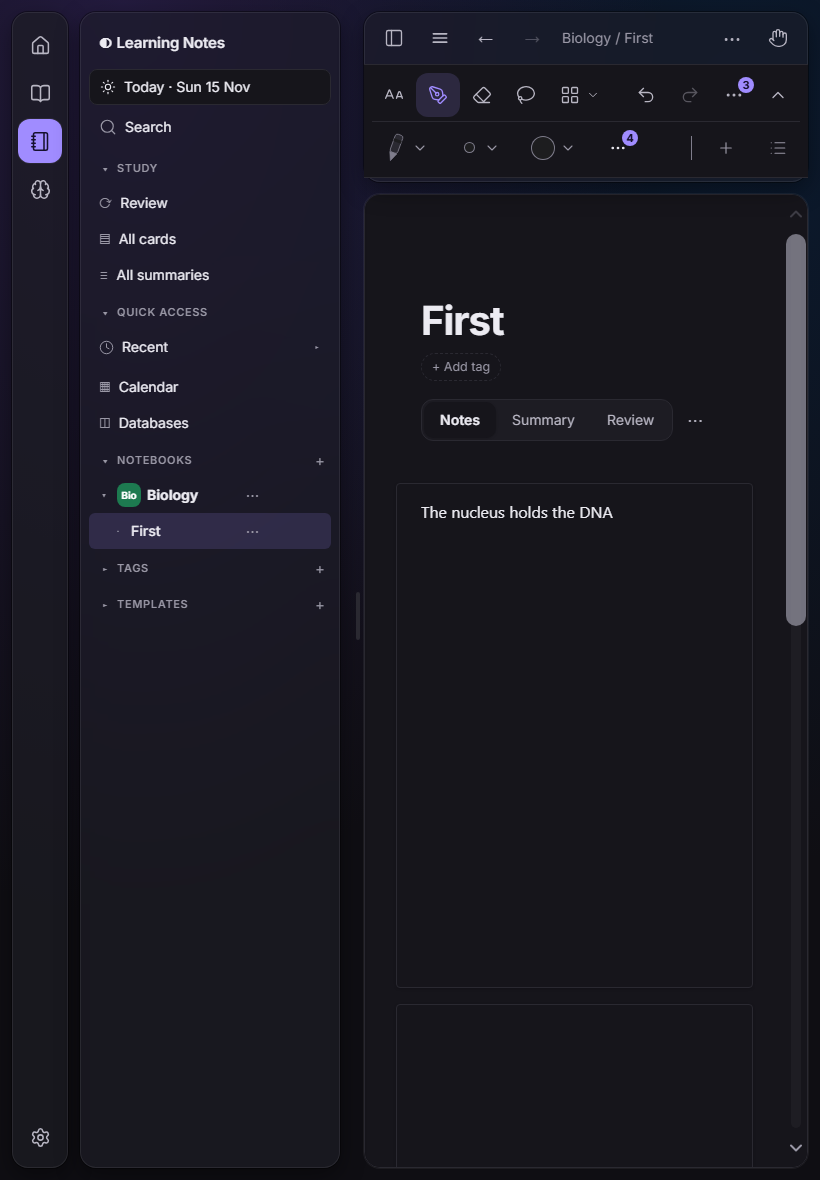 Learning Notes
Today · Sun 15 Nov
Search
STUDY
Review
All cards
All summaries
QUICK ACCESS
Recent
Calendar
Databases
NOTEBOOKS
Bio Biology
First
TAGS
TEMPLATES
Biology / First
AA
3
4
First
+ Add tag
Notes Summary Review
The nucleus holds the DNA